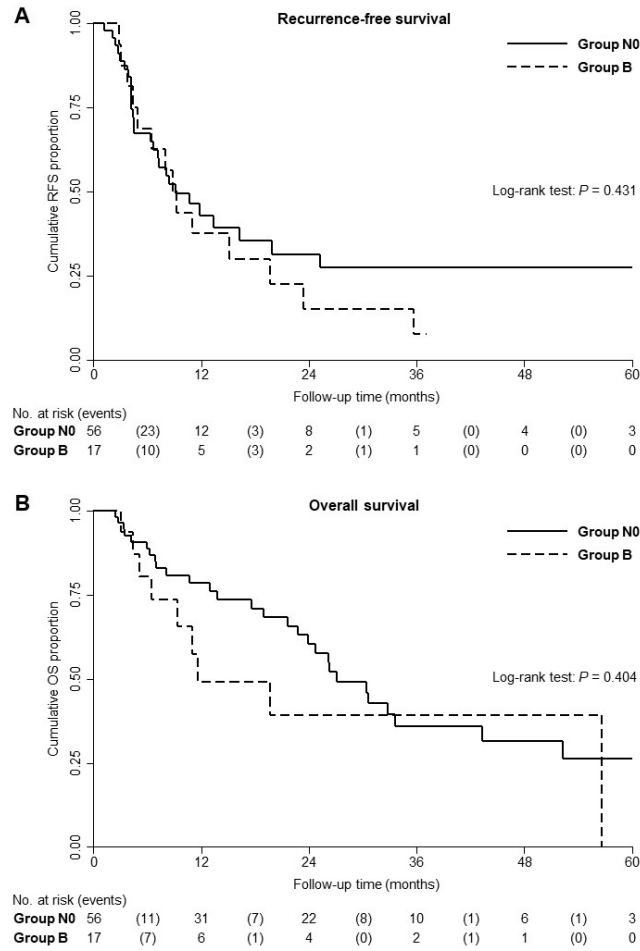 A
Recurrence-free survival
Group N0
Group B
Log-rank test: P = 0.431
Cumulative RFS proportion
1.00
0.75
0.50
0.25
0.00
0 12 24 36 48 60
Follow-up time (months)
No. at risk (events)
Group N0 56 (23) 12 (3) 8 (1) 5 (0) 4 (0) 3
Group B 17 (10) 5 (3) 2 (1) 1 (0) 0 (0) 0
B
Overall survival
Group N0
Group B
Log-rank test: P = 0.404
Cumulative OS proportion
1.00
0.75
0.50
0.25
0.00
0 12 24 36 48 60
Follow-up time (months)
No. at risk (events)
Group N0 56 (11) 31 (7) 22 (8) 10 (1) 6 (1) 3
Group B 17 (7) 6 (1) 4 (0) 2 (1) 1 (0) 0